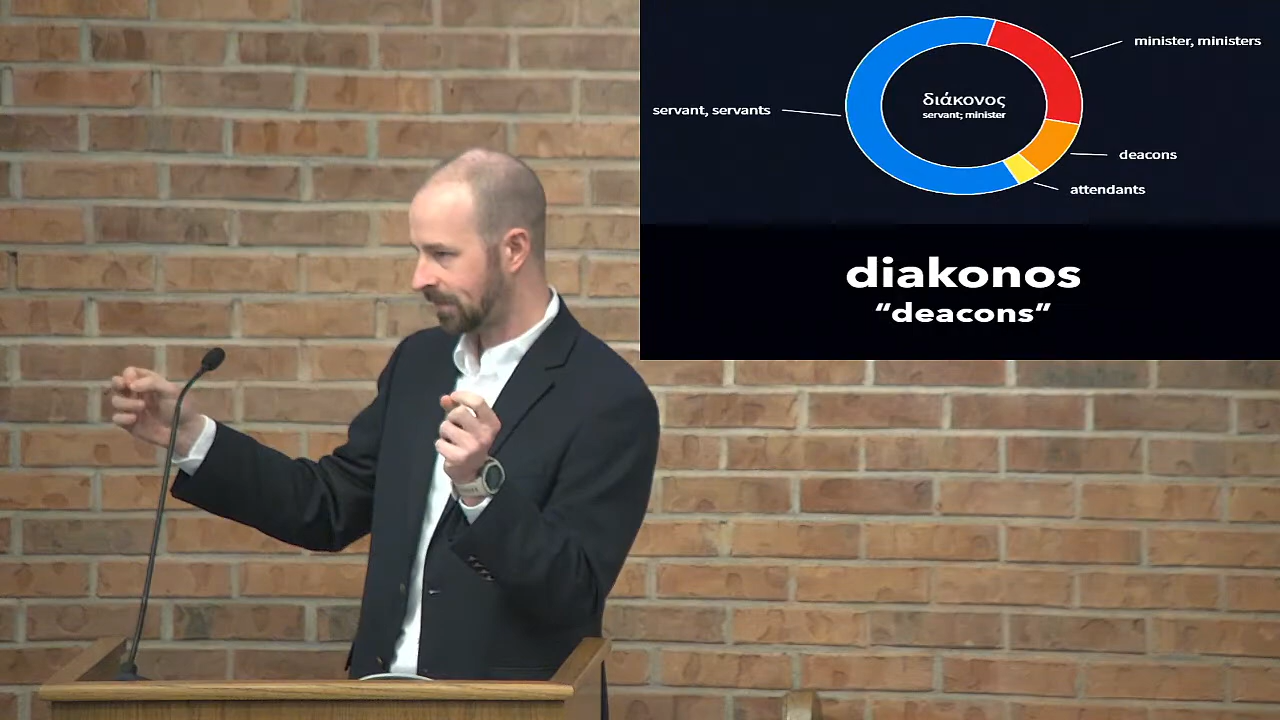 minister, ministers
διάκονος
servant; minister
servant, servants
deacons
attendants
diakonos
“deacons”